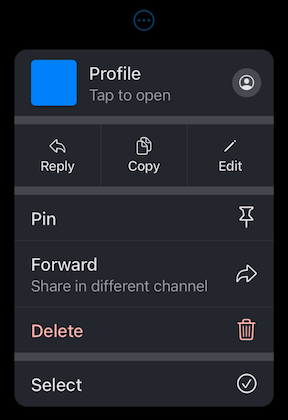 Profile
Tap to open
Reply
Copy
Edit
Pin
Forward
Share in different channel
Delete
Select